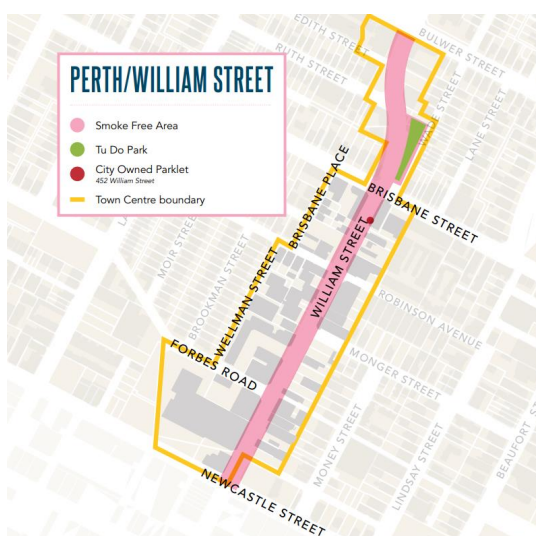 EDITH STREET
BULWER STREET
RUTH STREET
PERTH/WILLIAM STREET
Smoke Free Area
Tu Do Park
City Owned Parklet
452 William Street
Town Centre boundary
WADE STREET
LANE STREET
BRISBANE PLACE
BRISBANE STREET
MOIR STREET
BROOKMAN STREET
WELLMAN STREET
WILLIAM STREET
ROBINSON AVENUE
FORBES ROAD
MONGER STREET
MONEY STREET
LINDSAY STREET
BEAUFORT
NEWCASTLE STREET